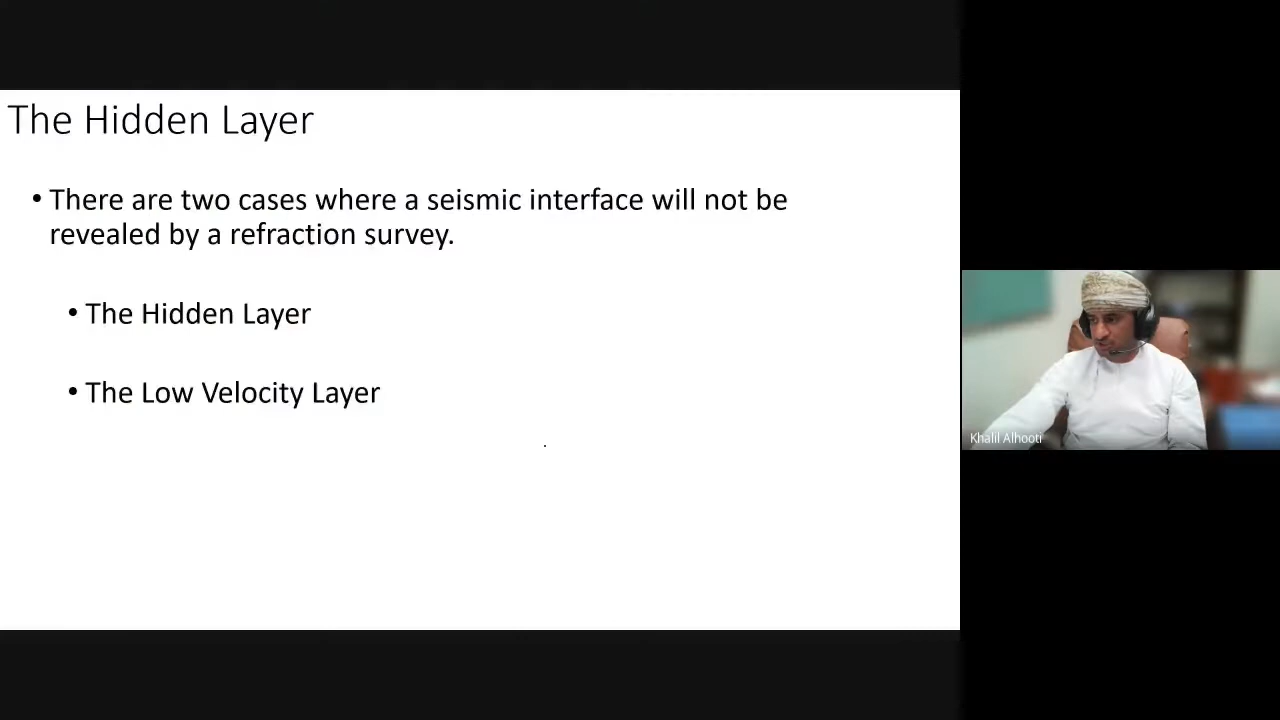 The Hidden Layer
• There are two cases where a seismic interface will not be
revealed by a refraction survey.
• The Hidden Layer
• The Low Velocity Layer
Khalil Alhooti